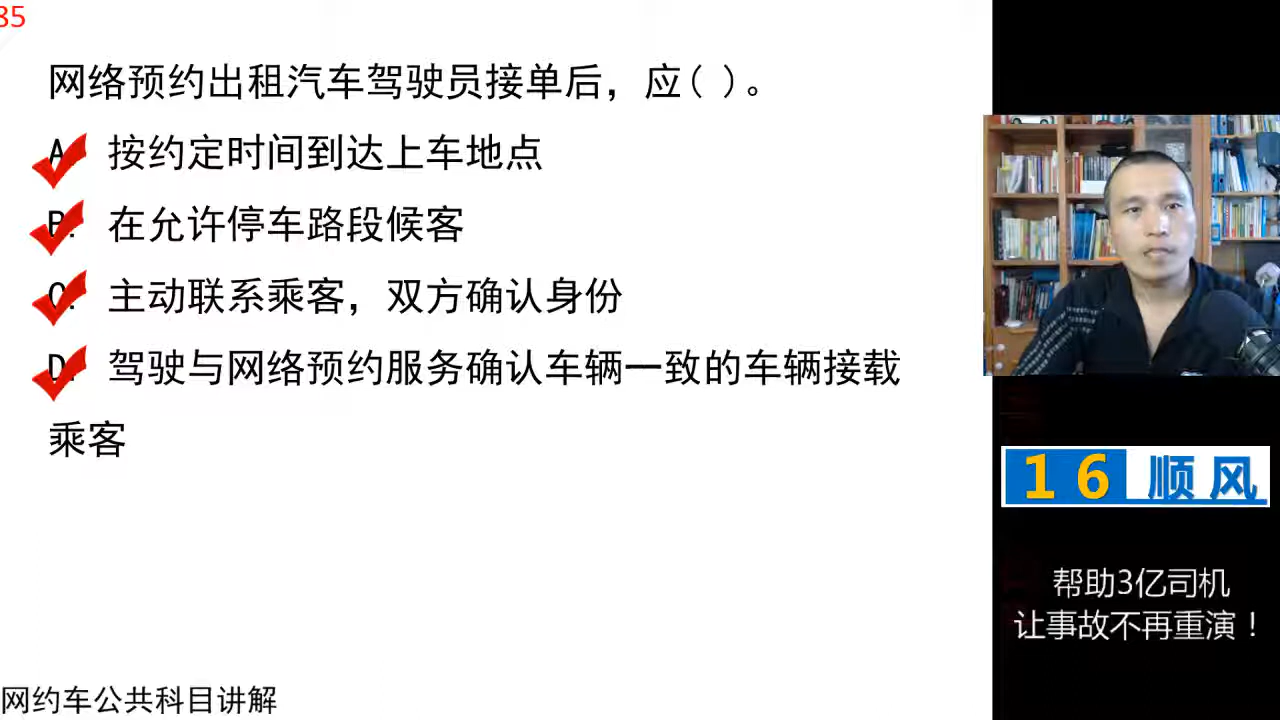 85
网络预约出租汽车驾驶员接单后，应( )。
A. 按约定时间到达上车地点
B. 在允许停车路段候客
C. 主动联系乘客，双方确认身份
D. 驾驶与网络预约服务确认车辆一致的车辆接载
乘客
16顺风
帮助3亿司机
让事故不再重演！
网约车公共科目讲解